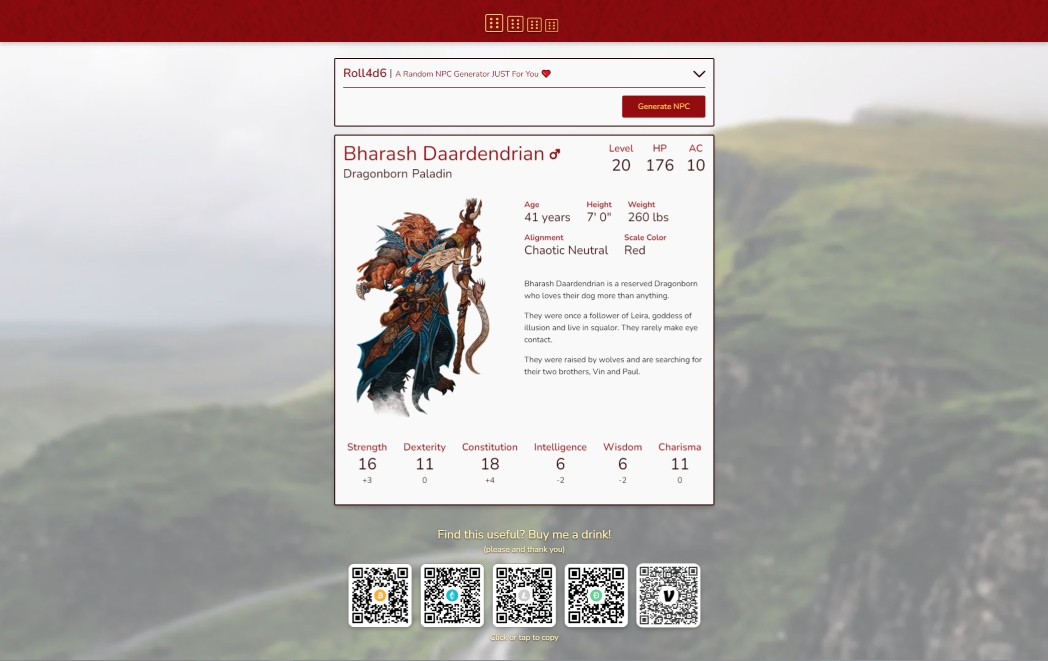 Roll4d6 | A Random NPC Generator JUST For You
Generate NPC
Bharash Daardendrian
Dragonborn Paladin
Level HP AC
20 176 10
Age Height Weight
41 years 7' 0" 260 lbs
Alignment Scale Color
Chaotic Neutral Red
Bharash Daardendrian is a reserved Dragonborn
who loves their dog more than anything.
They were once a follower of Leira, goddess of
illusion and live in squalor. They rarely make eye
contact.
They were raised by wolves and are searching for
their two brothers, Vin and Paul.
Strength Dexterity Constitution Intelligence Wisdom Charisma
16 11 18 6 6 11
+3 0 +4 -2 -2 0
Find this useful? Buy me a drink!
(please and thank you)
Click or tap to copy